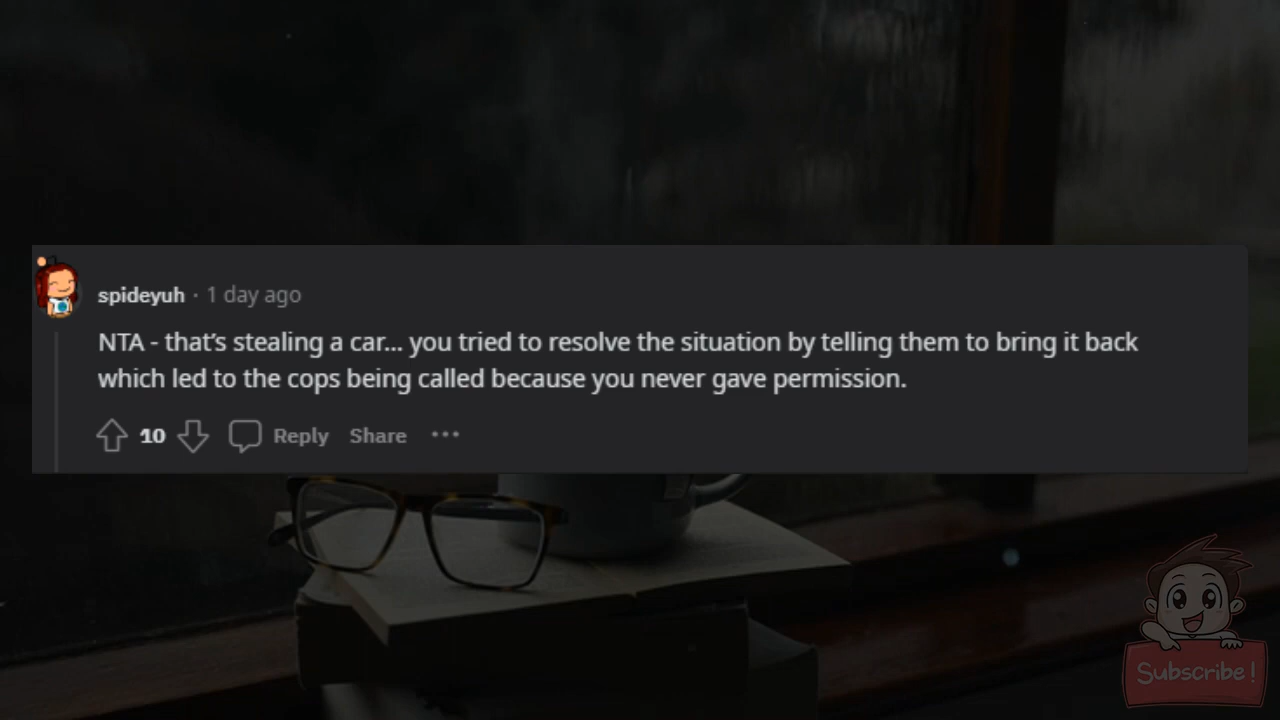 spideyuh · 1 day ago
NTA - that's stealing a car... you tried to resolve the situation by telling them to bring it back
which led to the cops being called because you never gave permission.
10 Reply Share ...
Subscribe!